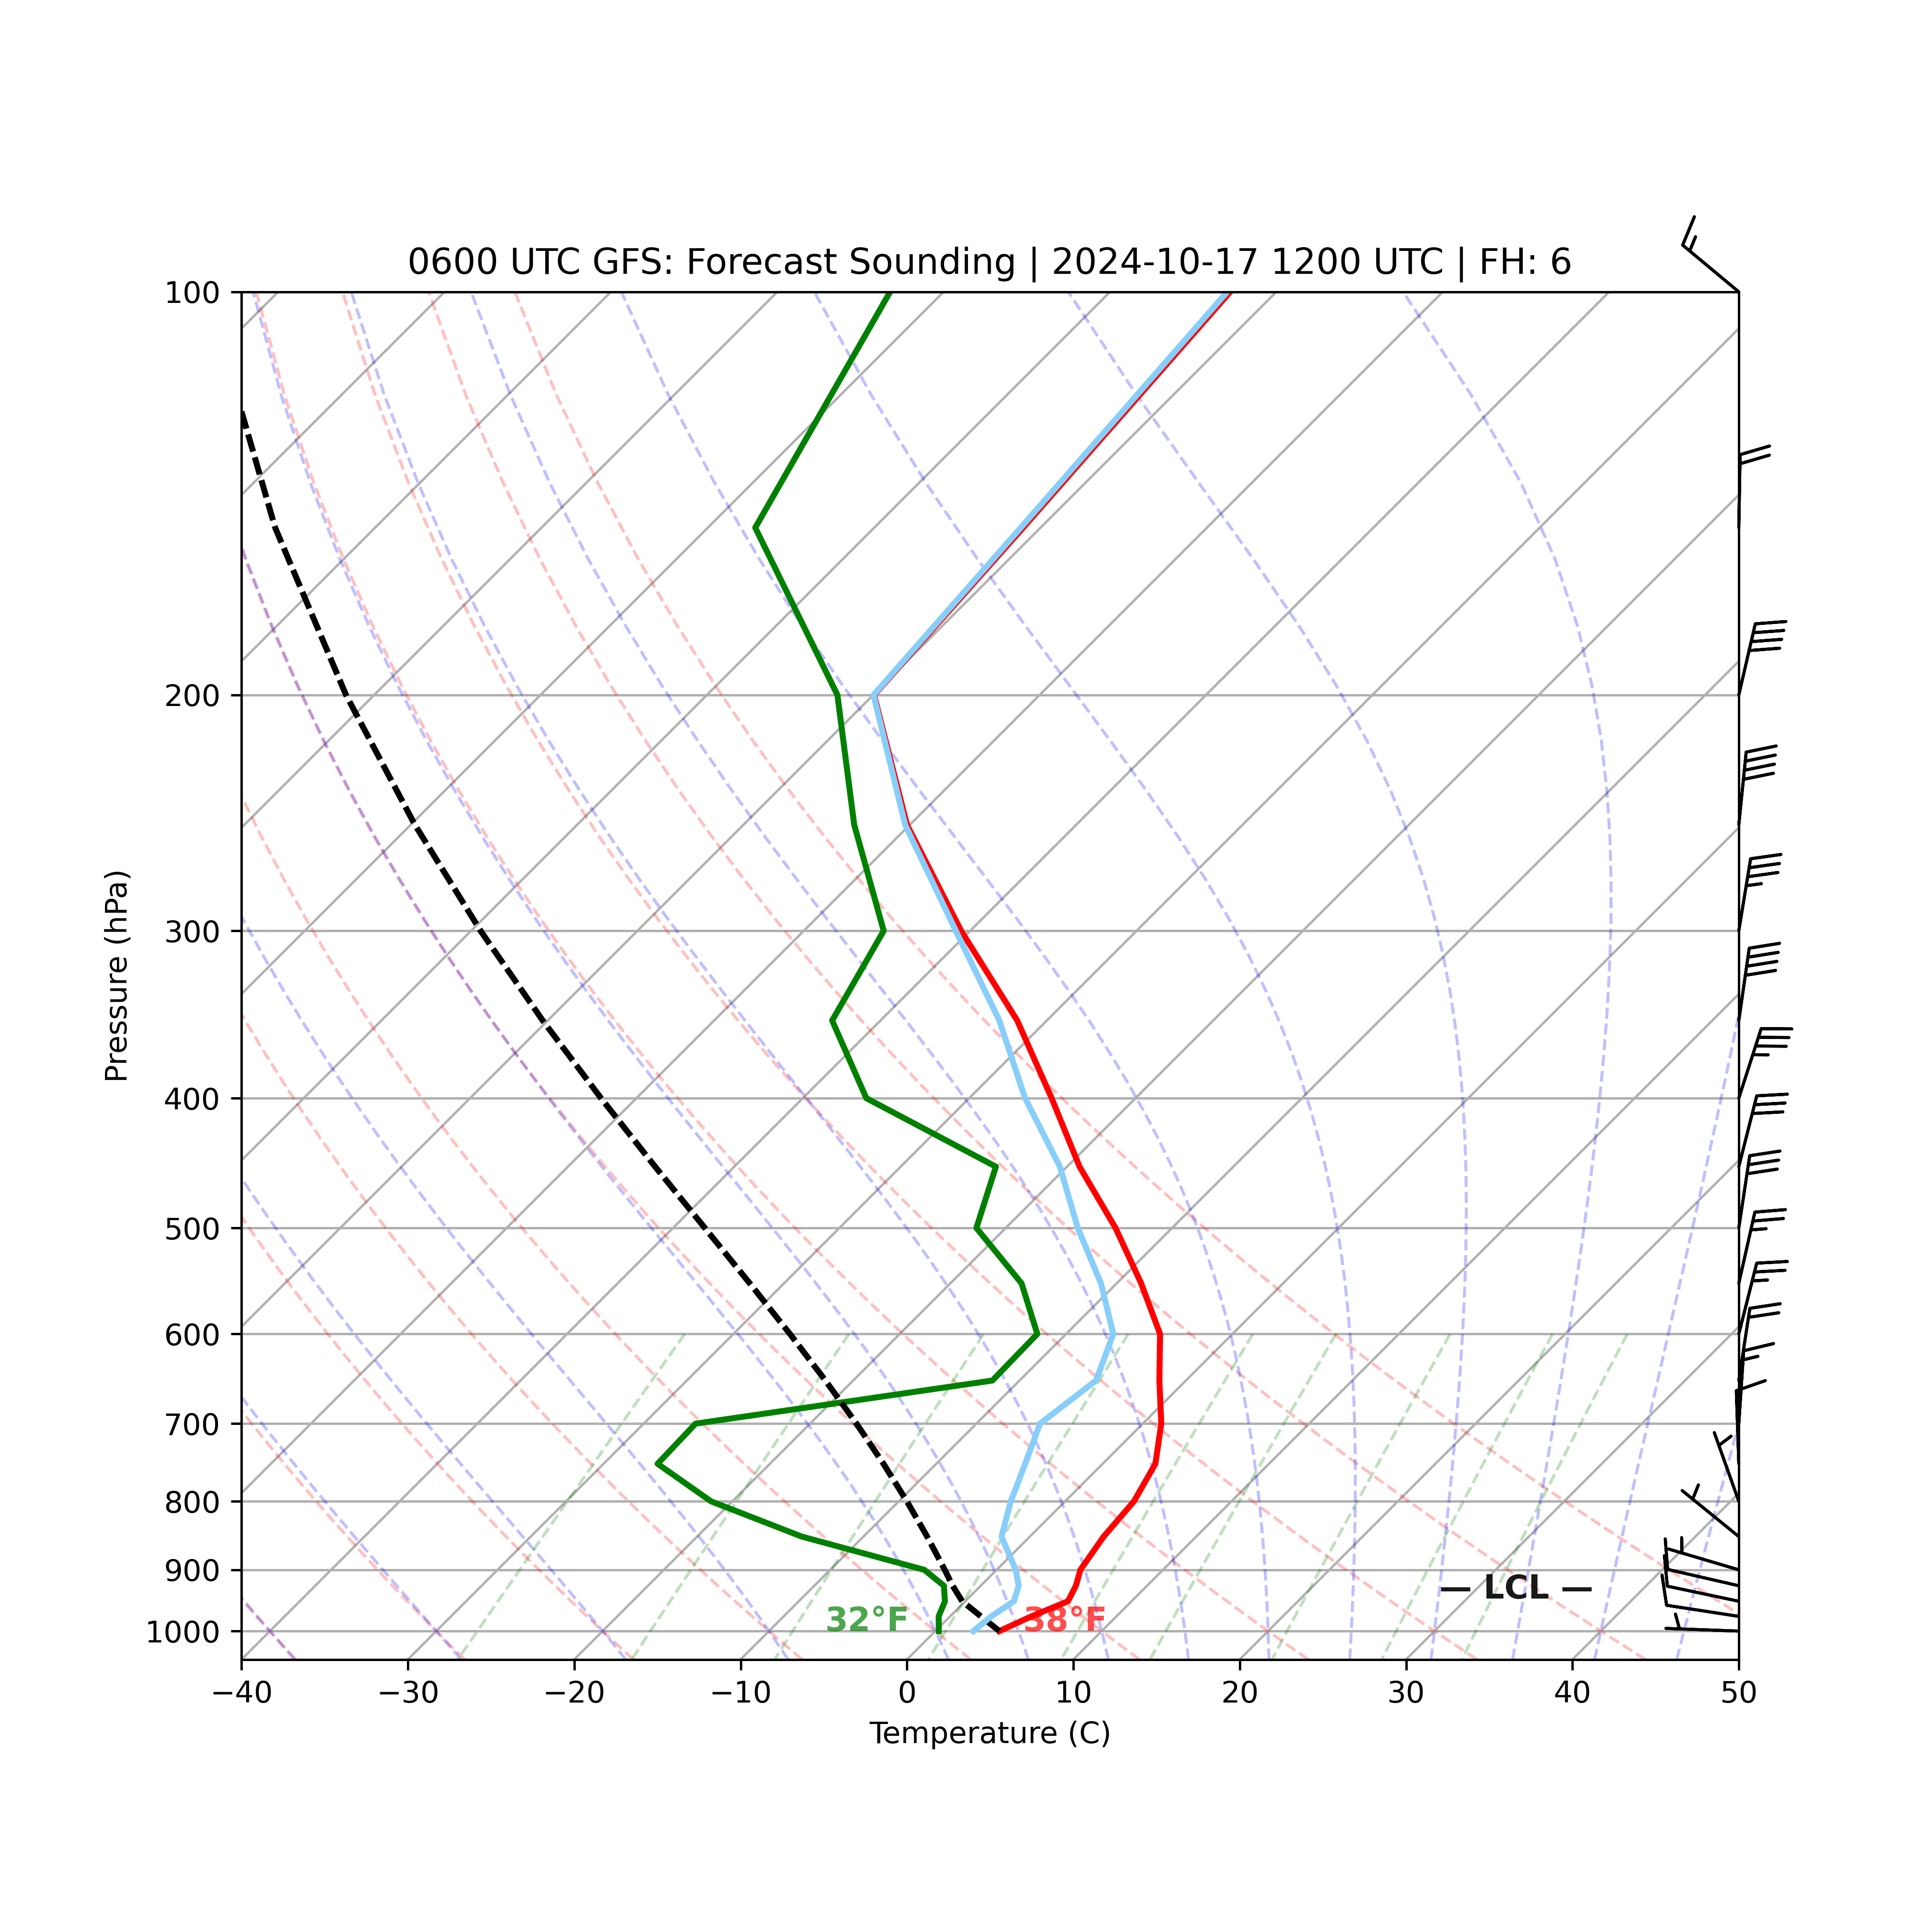 0600 UTC GFS: Forecast Sounding | 2024-10-17 1200 UTC | FH: 6
100
200
300
400
500
600
700
800
900
1000
Pressure (hPa)
— LCL —
32°F
38°F
−40 −30 −20 −10 0 10 20 30 40 50
Temperature (C)